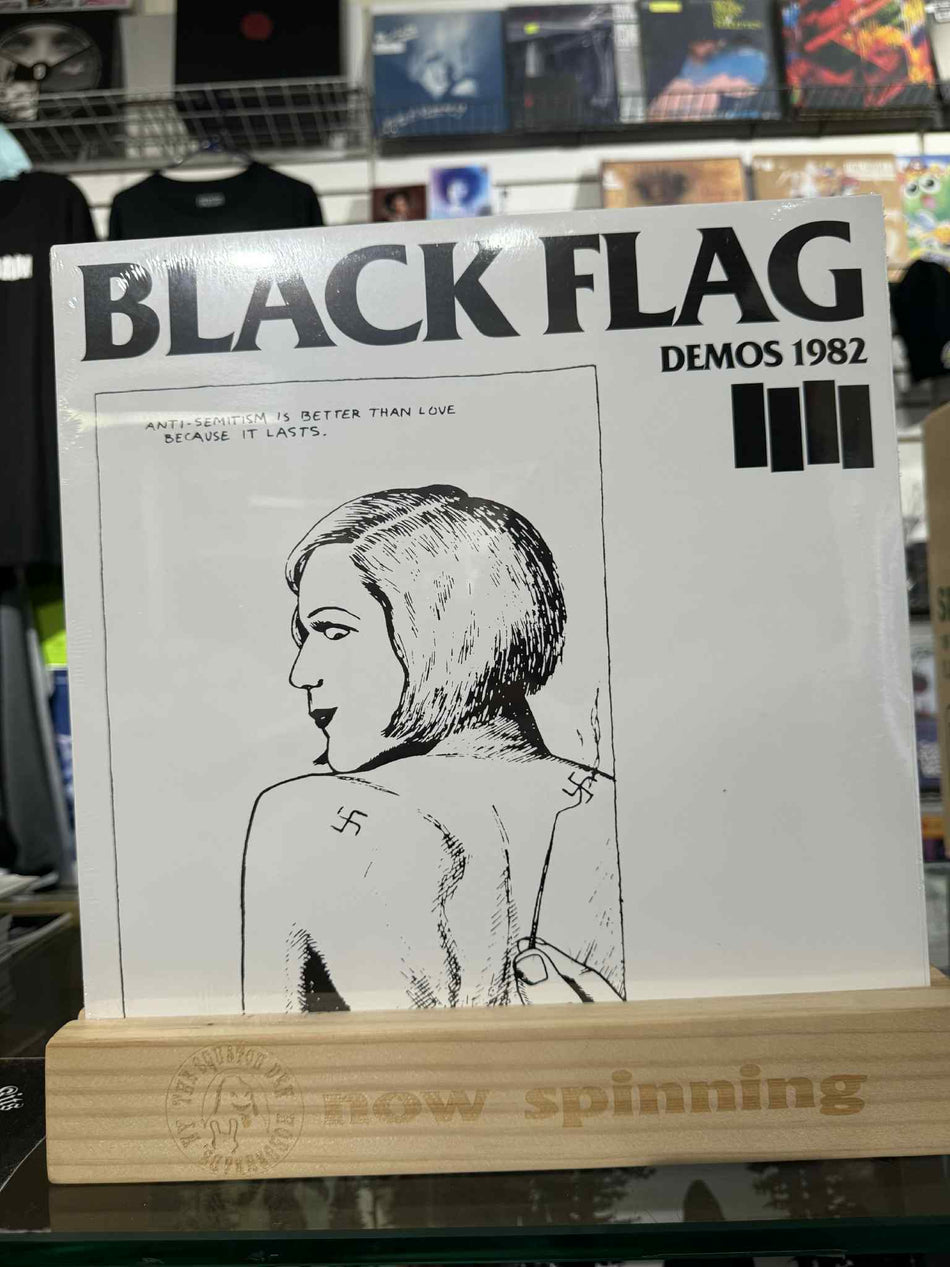 BLACK FLAG
DEMOS 1982
ANTI-SEMITISM IS BETTER THAN LOVE
BECAUSE IT LASTS.
now spinning